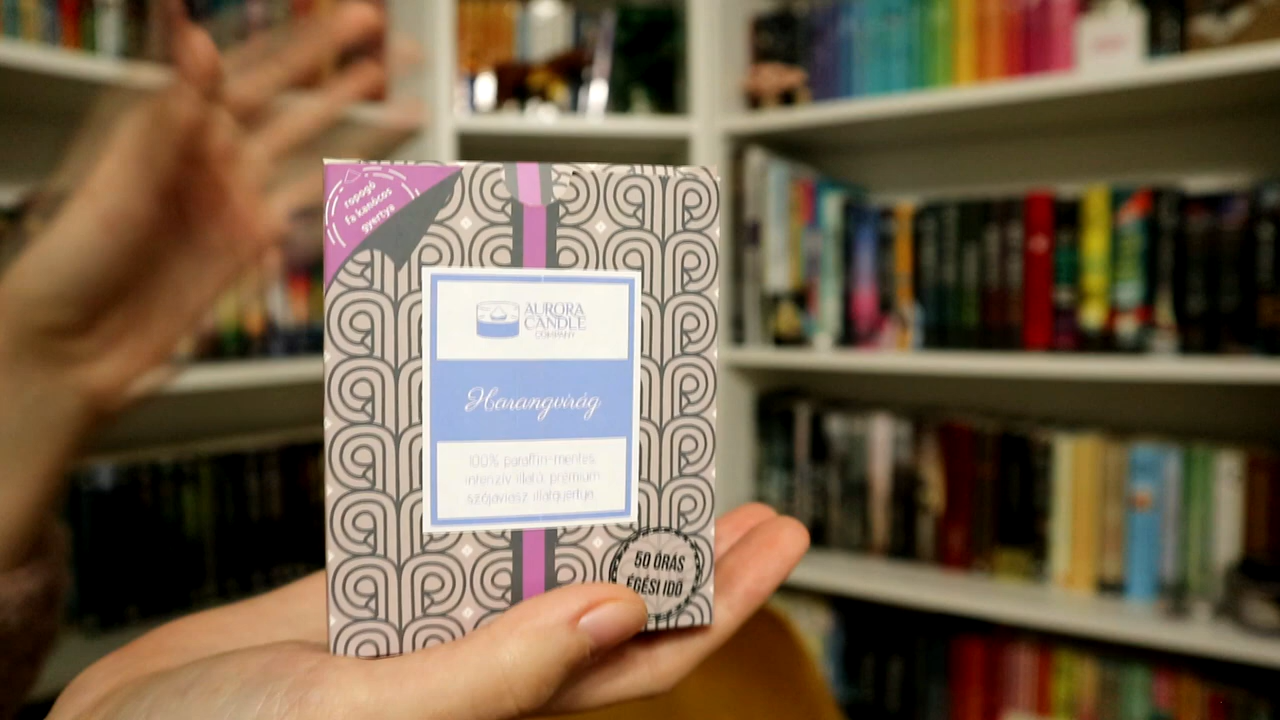 ropogó
fa kanócos
gyertya
AURORA
CANDLE
COMPANY
Harangvirág
100% paraffin-mentes,
intenzív illatú, prémium
szójaviasz illatgyertya.
50 ÓRÁS
ÉGÉSI IDŐ